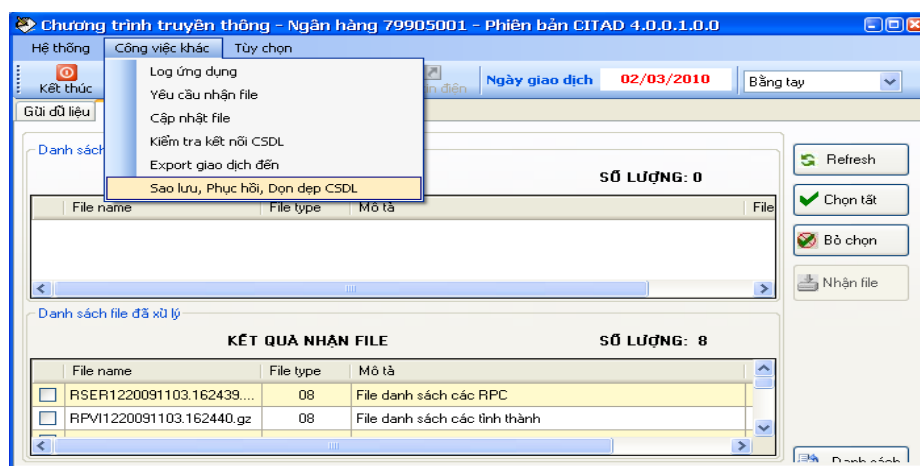 Chương trình truyền thông - Ngân hàng 79905001 - Phiên bản CITAD 4.0.0.1.0.0
Hệ thống Công việc khác Tùy chọn
Kết thúc điện Ngày giao dịch 02/03/2010 Bằng tay
Log ứng dụng
Yêu cầu nhận file
Cập nhật file
Kiểm tra kết nối CSDL
Export giao dịch đến
Sao lưu, Phục hồi, Dọn dẹp CSDL
Gửi dữ liệu
Danh sách
SỐ LƯỢNG: 0
File name File type Mô tả File
Refresh
Chọn tất
Bỏ chọn
Nhận file
Danh sách file đã xử lý
KẾT QUẢ NHẬN FILE SỐ LƯỢNG: 8
File name File type Mô tả
RSER1220091103.162439.... 08 File danh sách các RPC
RPVI1220091103.162440.gz 08 File danh sách các tỉnh thành
Danh sách